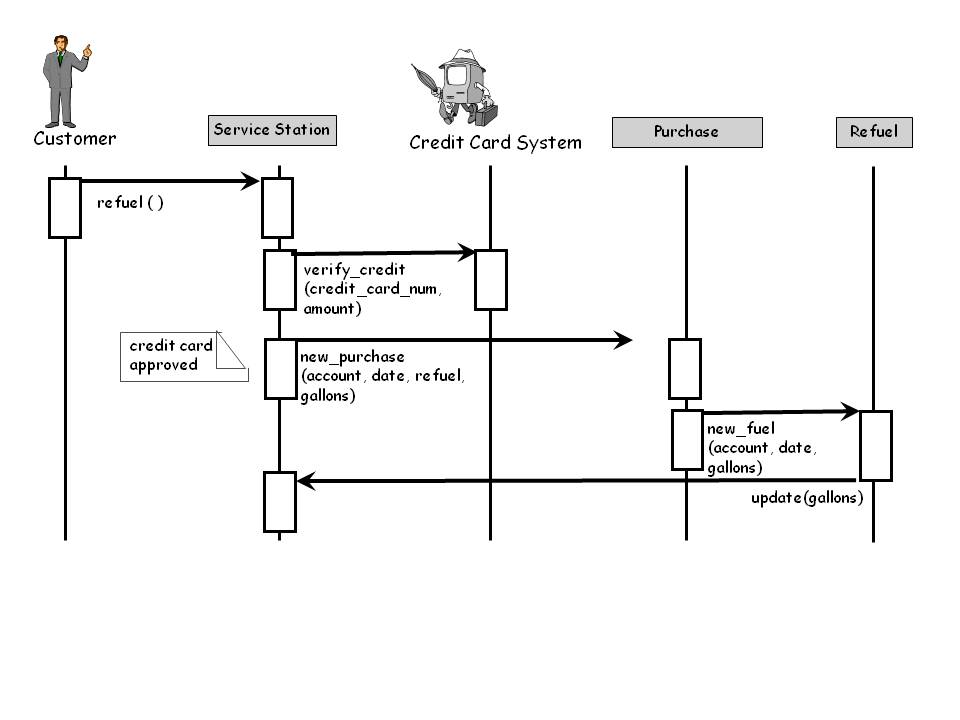 Customer
Service Station
Credit Card System
Purchase
Refuel
refuel ( )
verify_credit
(credit_card_num,
amount)
credit card
approved
new_purchase
(account, date, refuel,
gallons)
new_fuel
(account, date,
gallons)
update(gallons)